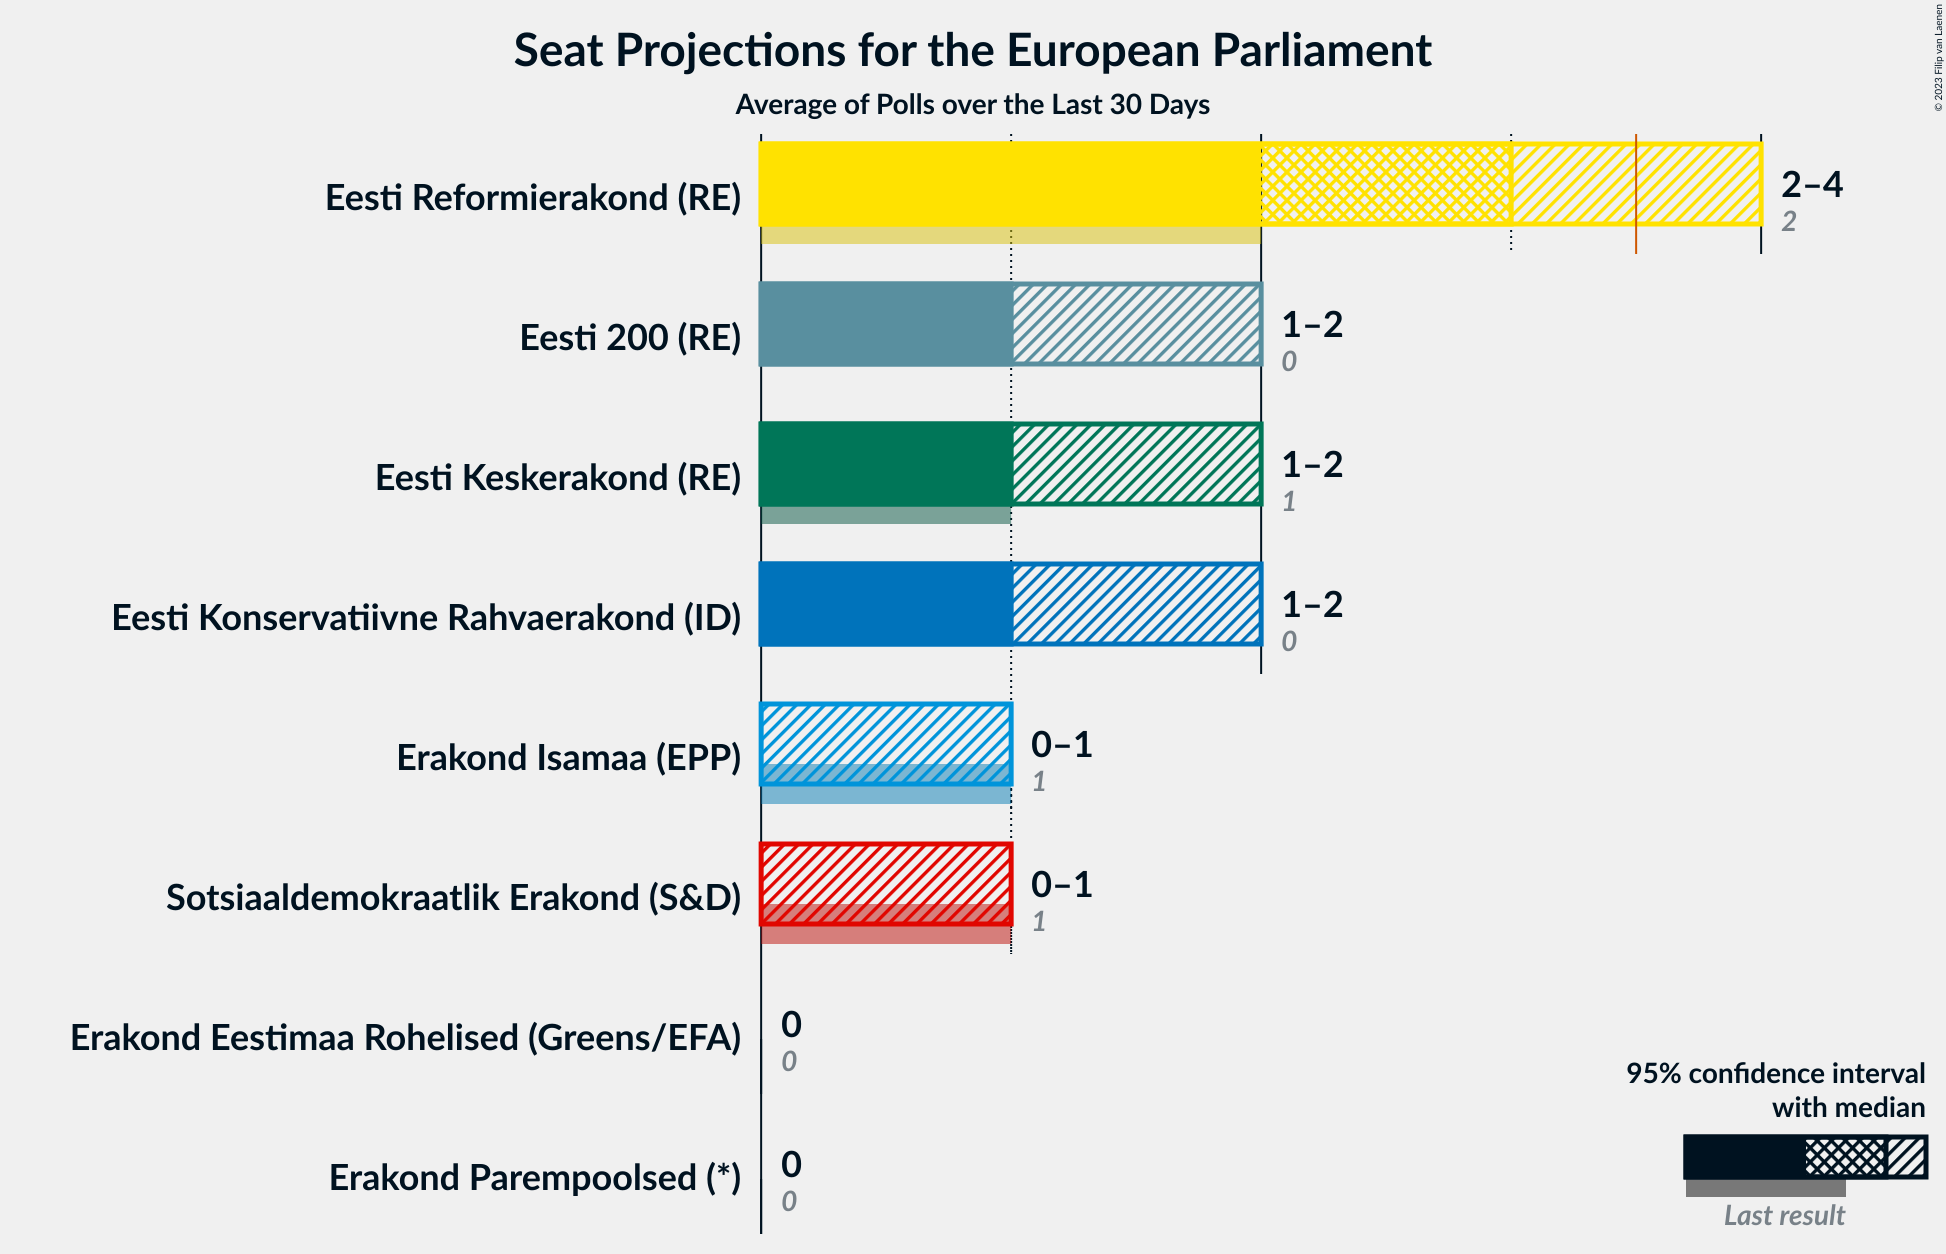 Seat Projections for the European Parliament
Average of Polls over the Last 30 Days
© 2023 Filip van Laenen
Eesti Reformierakond (RE)
2–4
2
Eesti 200 (RE)
1–2
0
Eesti Keskerakond (RE)
1–2
1
Eesti Konservatiivne Rahvaerakond (ID)
1–2
0
Erakond Isamaa (EPP)
0–1
1
Sotsiaaldemokraatlik Erakond (S&D)
0–1
1
Erakond Eestimaa Rohelised (Greens/EFA)
0
0
Erakond Parempoolsed (*)
0
0
95% confidence interval
with median
Last result